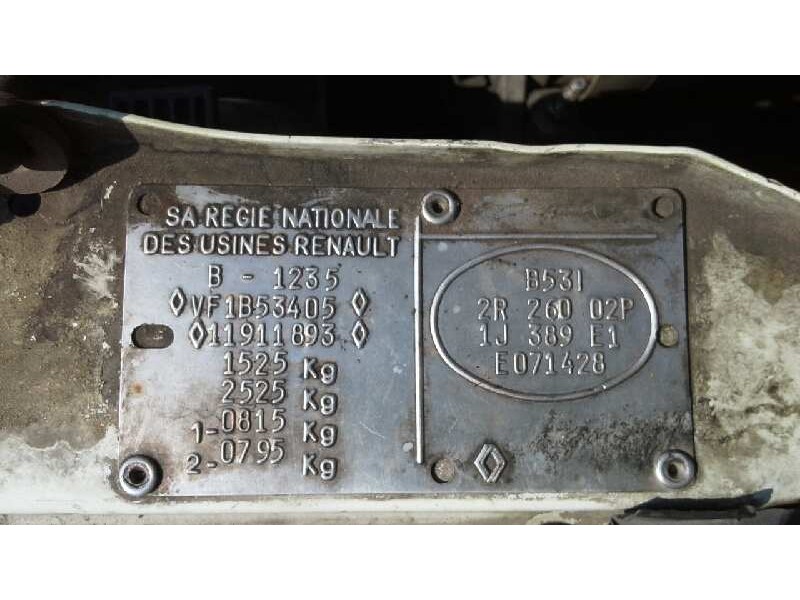 SA REGIE NATIONALE
DES USINES RENAULT
B - 1235
◊VF1B53405◊
◊11911893◊
1525 Kg
2525 Kg
1-0815 Kg
2-0795 Kg
B53I
2R 260 02P
1J 389 E1
E071428